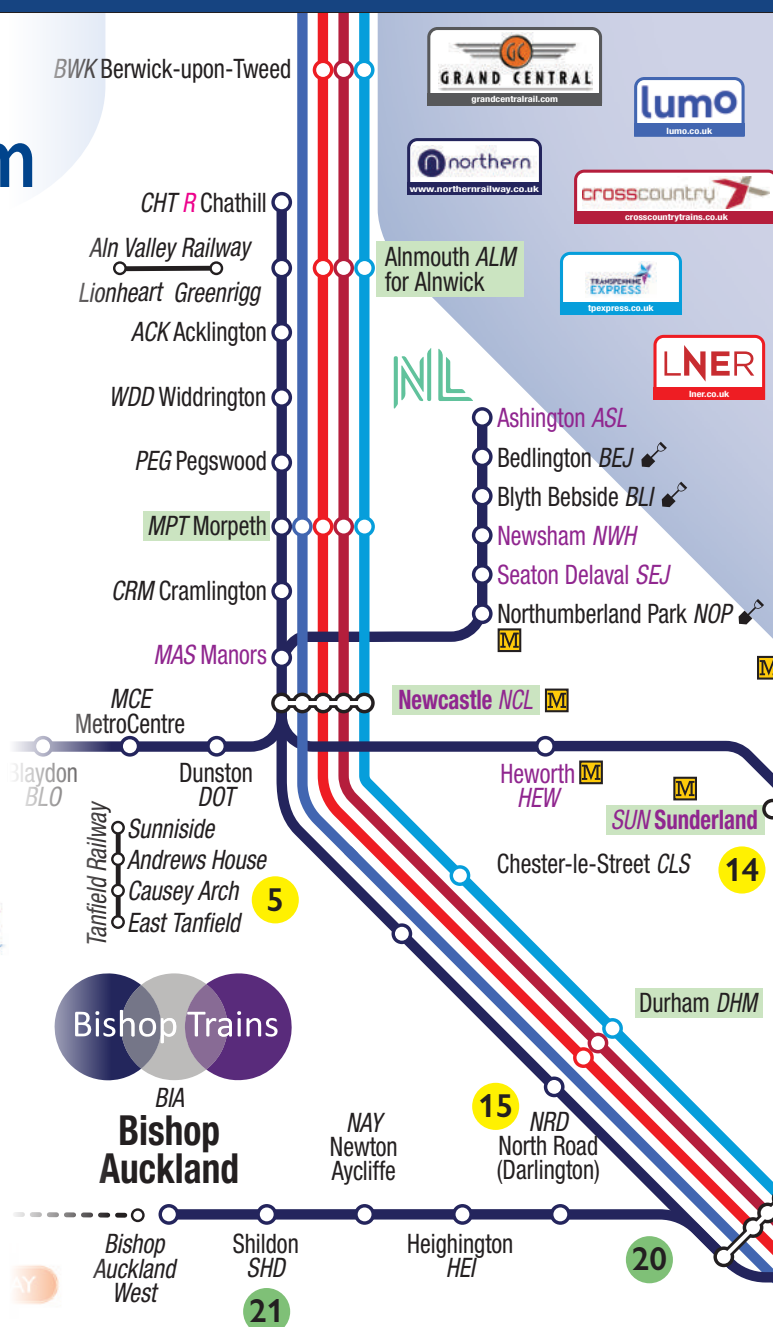 BWK Berwick-upon-Tweed
GC
GRAND CENTRAL
grandcentralrail.com
lumo
lumo.co.uk
m
n northern
www.northernrailway.co.uk
crosscountry
crosscountrytrains.co.uk
CHT R Chathill
Aln Valley Railway
Lionheart Greenrigg
Alnmouth ALM
for Alnwick
TRANSPENNINE
EXPRESS
tpexpress.co.uk
ACK Acklington
LNER
lner.co.uk
NL
WDD Widdrington
Ashington ASL
PEG Pegswood
Bedlington BEJ
Blyth Bebside BLI
MPT Morpeth
Newsham NWH
Seaton Delaval SEJ
CRM Cramlington
Northumberland Park NOP
M
MAS Manors
M
MCE
MetroCentre
Newcastle NCL M
Blaydon
BLO
Dunston
DOT
Heworth M
HEW
M
SUN Sunderland
Tanfield Railway
Sunniside
Andrews House
Causey Arch
East Tanfield
5
Chester-le-Street CLS
14
Durham DHM
Bishop Trains
BIA
Bishop
Auckland
NAY
Newton
Aycliffe
15
NRD
North Road
(Darlington)
Bishop
Auckland
West
Shildon
SHD
Heighington
HEI
20
AY
21